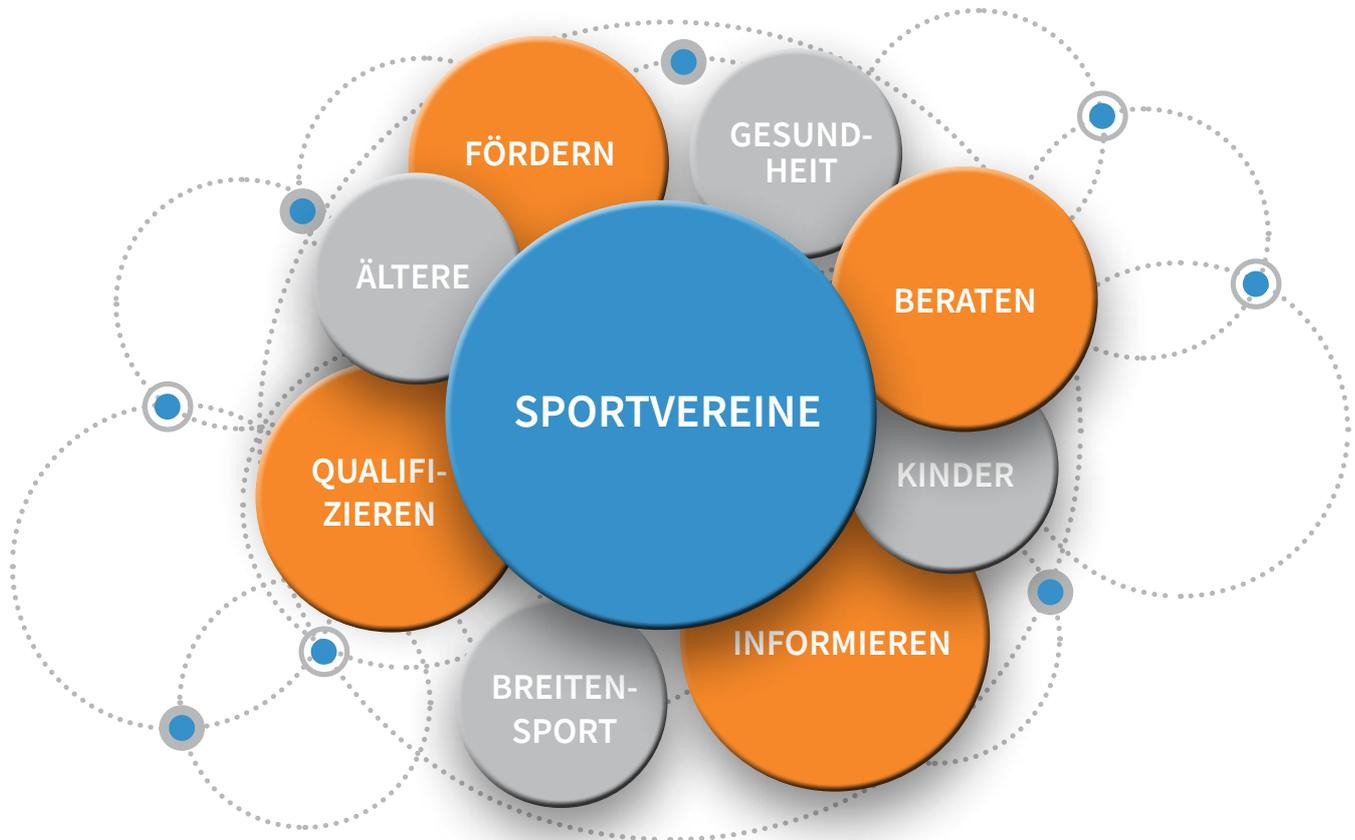 FÖRDERN
GESUND-
HEIT
ÄLTERE
BERATEN
SPORTVEREINE
QUALIFI-
ZIEREN
KINDER
INFORMIEREN
BREITEN-
SPORT